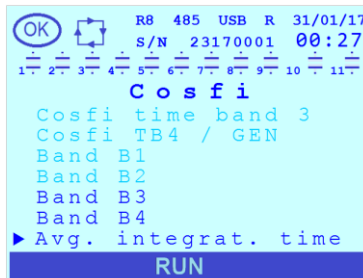 OK R8 485 USB R 31/01/17
S/N 23170001 00:27
1 2 3 4 5 6 7 8 9 10 11
Cosfi
Cosfi time band 3
Cosfi TB4 / GEN
Band B1
Band B2
Band B3
Band B4
Avg. integrat. time
RUN